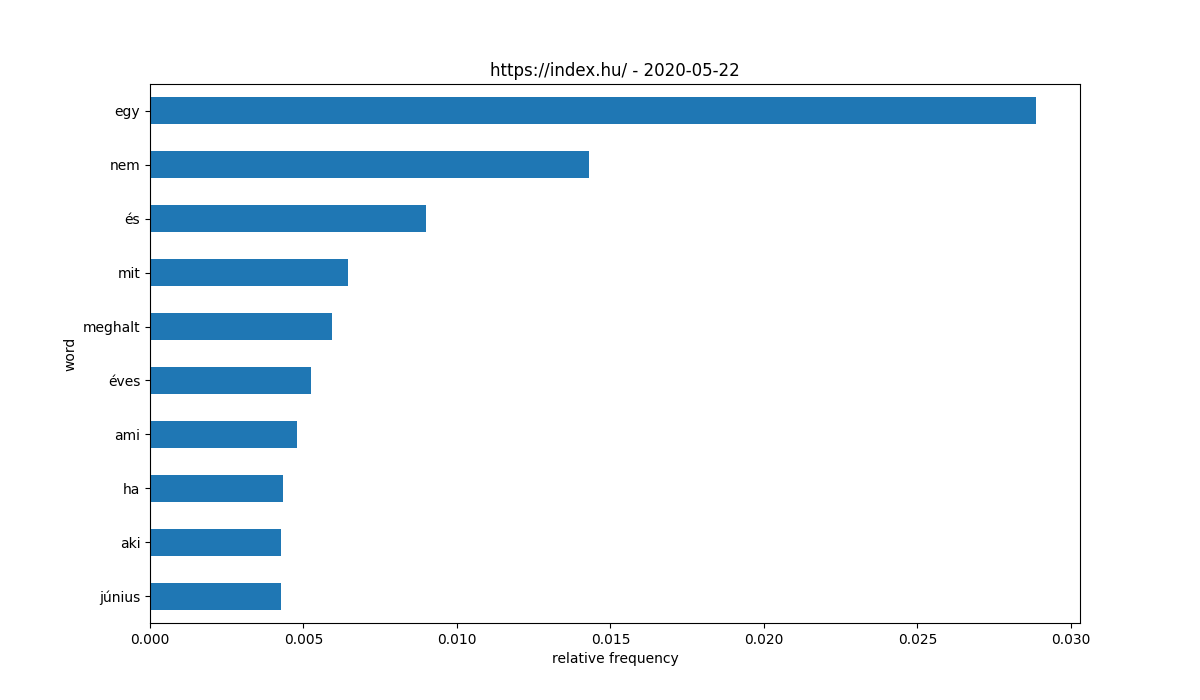 https://index.hu/ - 2020-05-22
egy
nem
és
mit
meghalt
éves
ami
ha
aki
június
word
0.000 0.005 0.010 0.015 0.020 0.025 0.030
relative frequency